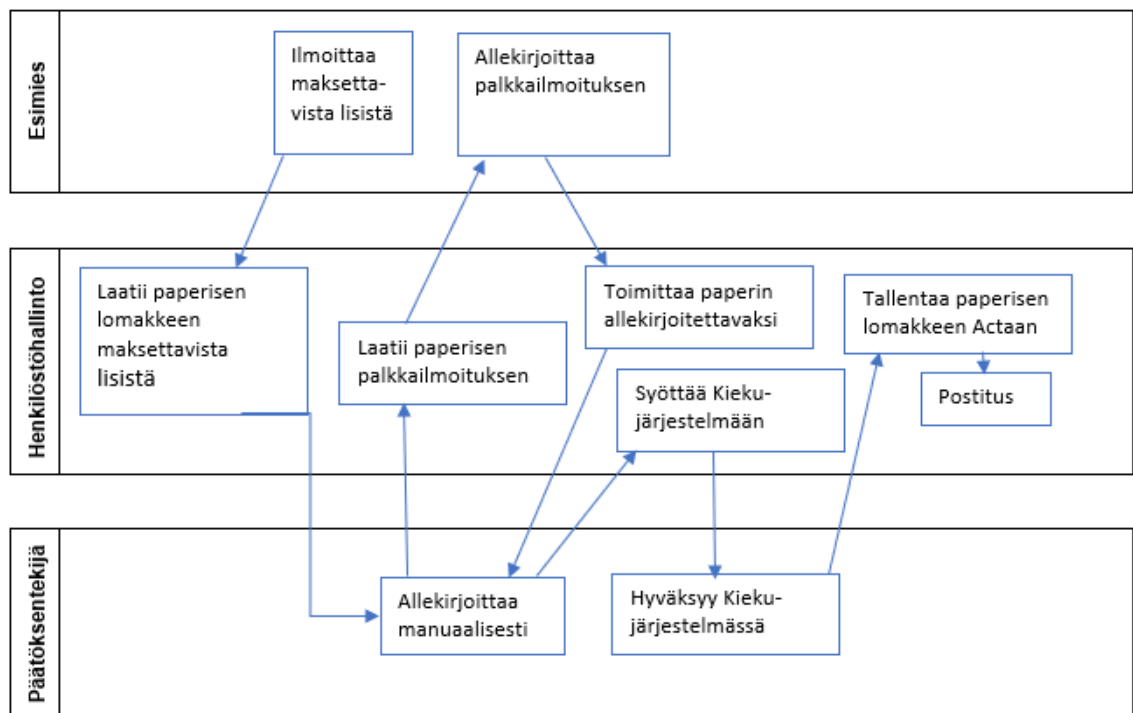 Esimies
Ilmoittaa
maksetta-
vista lisistä
Allekirjoittaa
palkkailmoituksen
Henkilöstöhallinto
Laatii paperisen
lomakkeen
maksettavista
lisistä
Laatii paperisen
palkkailmoituksen
Toimittaa paperin
allekirjoitettavaksi
Syöttää Kieku-
järjestelmään
Tallentaa paperisen
lomakkeen Actaan
Postitus
Päätöksentekijä
Allekirjoittaa
manuaalisesti
Hyväksyy Kieku-
järjestelmässä